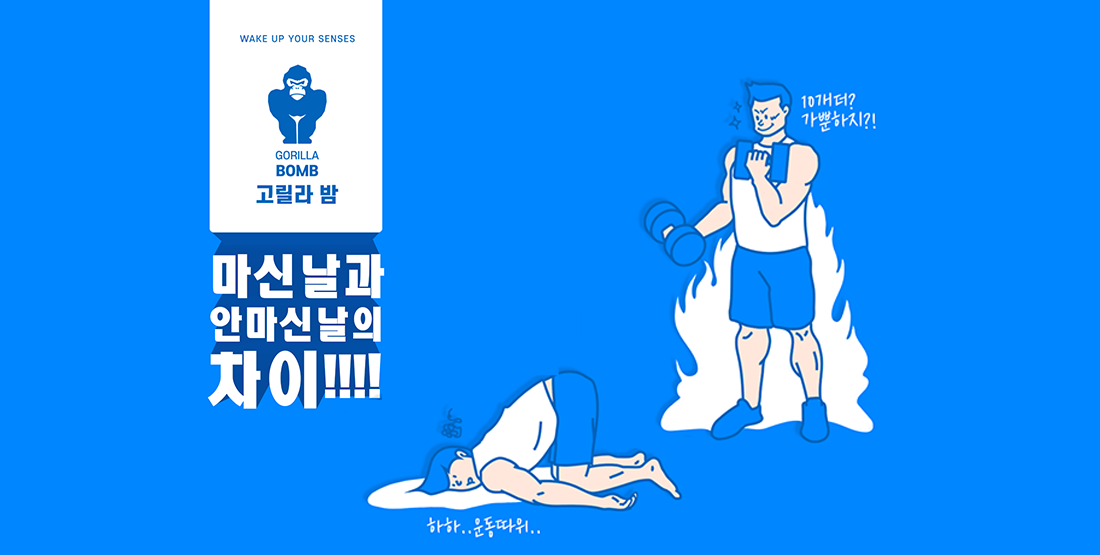 WAKE UP YOUR SENSES
GORILLA
BOMB
고릴라 밤
마신 날과
안마신 날의
차이!!!!
10개 더?
가뿐하지?!
하하..운동따위..